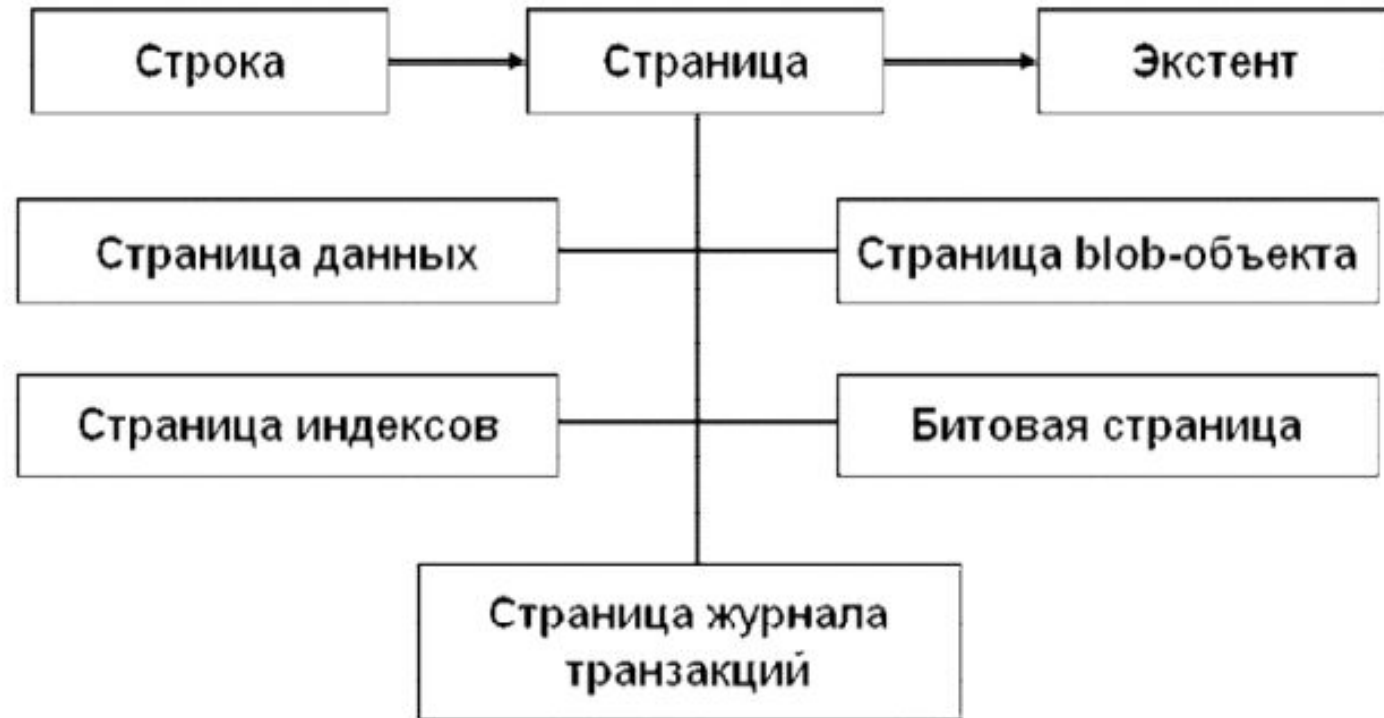 Строка
Страница
Экстент
Страница данных
Страница blob-объекта
Страница индексов
Битовая страница
Страница журнала
транзакций